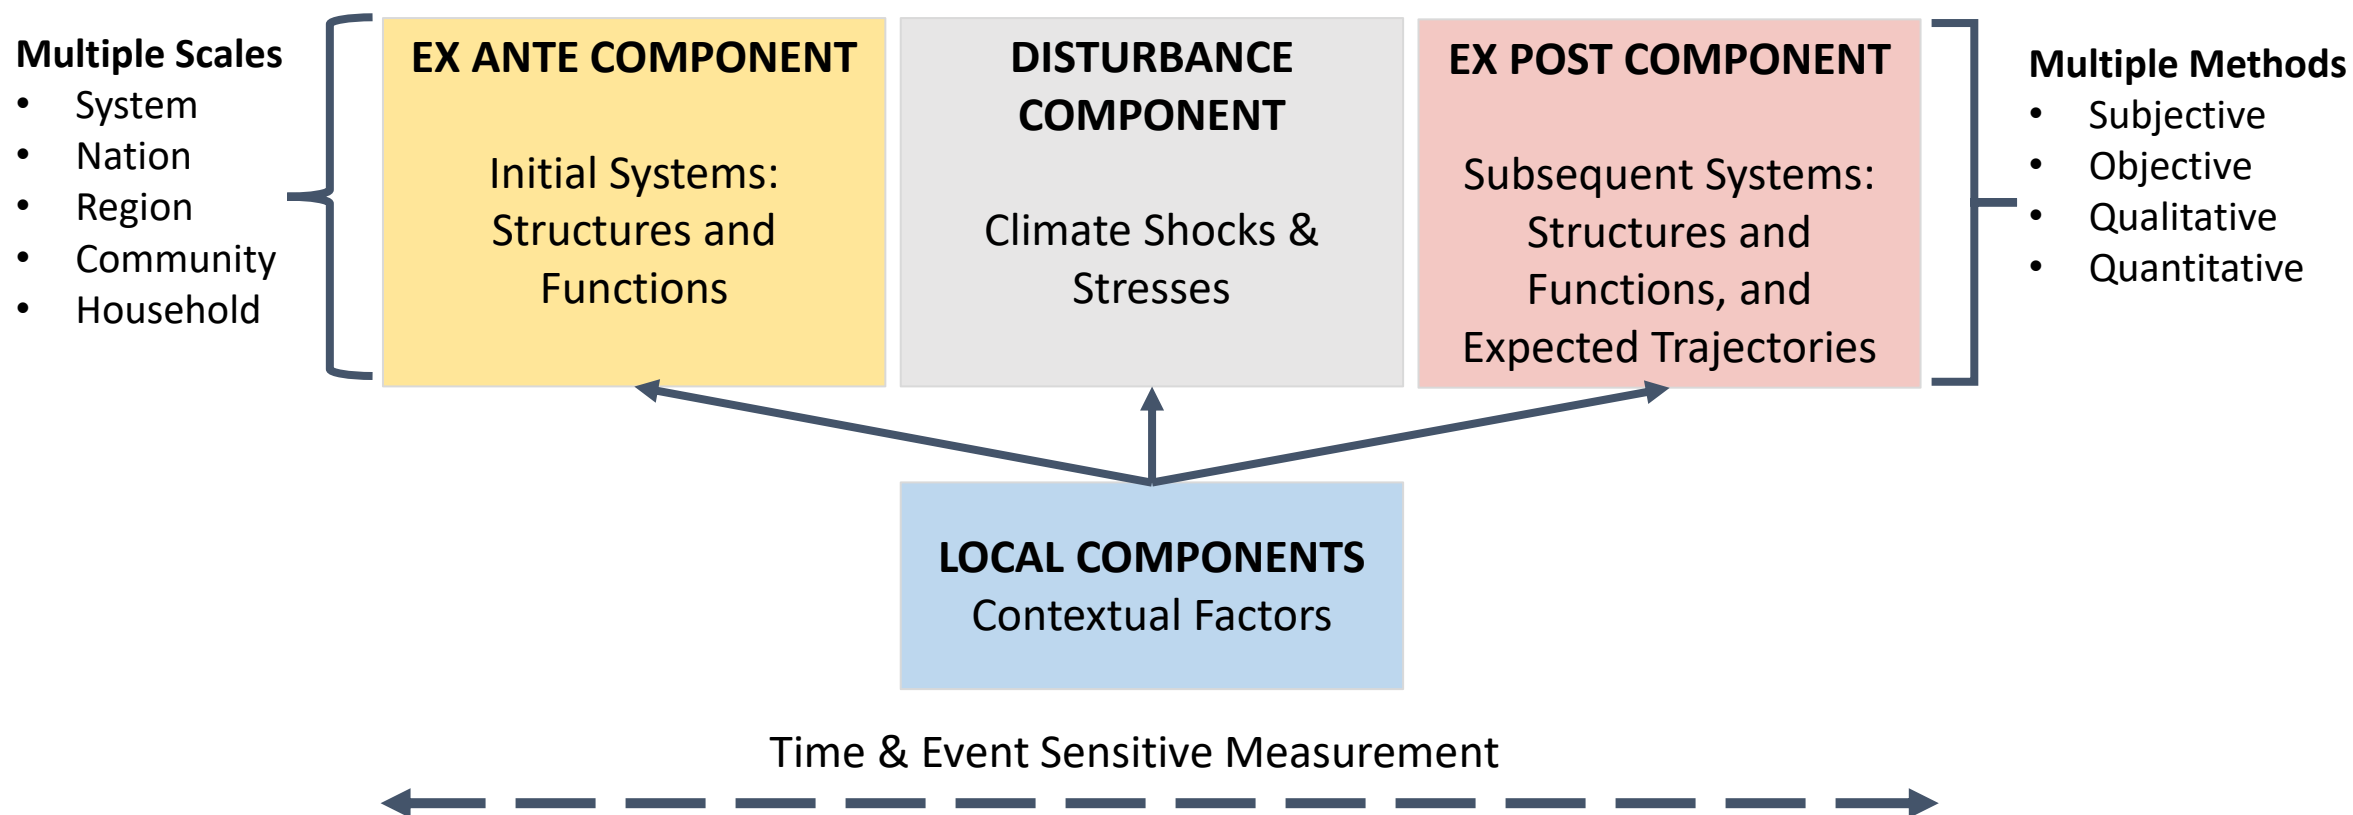 Multiple Scales
• System
• Nation
• Region
• Community
• Household
EX ANTE COMPONENT
Initial Systems:
Structures and
Functions
DISTURBANCE
COMPONENT
Climate Shocks &
Stresses
EX POST COMPONENT
Subsequent Systems:
Structures and
Functions, and
Expected Trajectories
Multiple Methods
• Subjective
• Objective
• Qualitative
• Quantitative
LOCAL COMPONENTS
Contextual Factors
Time & Event Sensitive Measurement